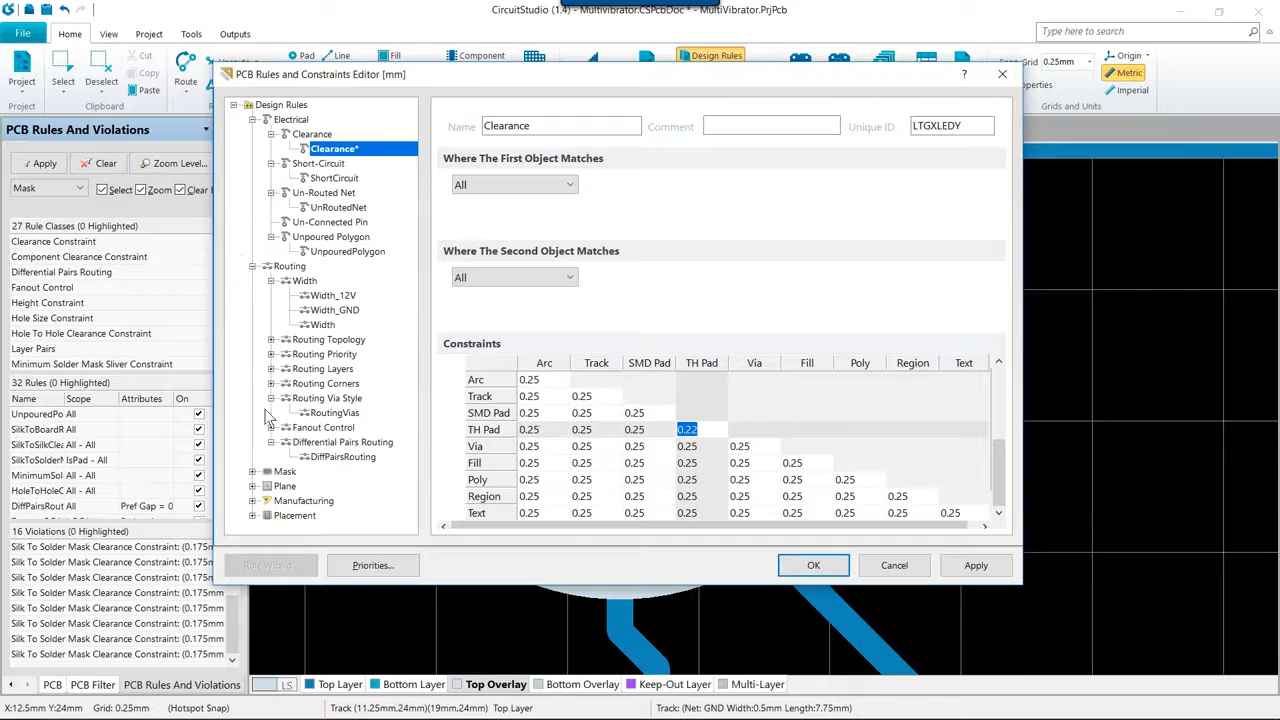 CircuitStudio (1.4) - Multivibrator.CSPcbDoc * - MultiVibrator.PrjPcb
File Home View Project Tools Outputs
Type here to search
Project Select Deselect Cut Copy Paste Route Pad Line Fill Component Design Rules Grid 0.25mm Origin Metric Imperial
Project Clipboard Grids and Units
PCB Rules and Constraints Editor [mm]
PCB Rules And Violations
Apply Clear Zoom Level...
Mask Select Zoom Clear
27 Rule Classes (0 Highlighted)
Clearance Constraint
Component Clearance Constraint
Differential Pairs Routing
Fanout Control
Height Constraint
Hole Size Constraint
Hole To Hole Clearance Constraint
Layer Pairs
Minimum Solder Mask Sliver Constraint
32 Rules (0 Highlighted)
Name Scope Attributes On
UnpouredPo All
SilkToBoardR All
SilkToSilkCle All - All
SilkToSolderN IsPad - All
MinimumSol All - All
HoleToHoleC All - All
DiffPairsRout All Pref Gap = 0
16 Violations (0 Highlighted)
Silk To Solder Mask Clearance Constraint: (0.175mm
Silk To Solder Mask Clearance Constraint: (0.175mm
Silk To Solder Mask Clearance Constraint: (0.175mm
Silk To Solder Mask Clearance Constraint: (0.175mm
Silk To Solder Mask Clearance Constraint: (0.175mm
Silk To Solder Mask Clearance Constraint: (0.175mm
Silk To Solder Mask Clearance Constraint: (0.175mm
Silk To Solder Mask Clearance Constraint: (0.175mm
Design Rules
Electrical
Clearance
Clearance*
Short-Circuit
ShortCircuit
Un-Routed Net
UnRoutedNet
Un-Connected Pin
Unpoured Polygon
UnpouredPolygon
Routing
Width
Width_12V
Width_GND
Width
Routing Topology
Routing Priority
Routing Layers
Routing Corners
Routing Via Style
RoutingVias
Fanout Control
Differential Pairs Routing
DiffPairsRouting
Mask
Plane
Manufacturing
Placement
Name Clearance Comment Unique ID LTGXLEDY
Where The First Object Matches
All
Where The Second Object Matches
All
Constraints
Arc Track SMD Pad TH Pad Via Fill Poly Region Text
Arc 0.25
Track 0.25 0.25
SMD Pad 0.25 0.25 0.25
TH Pad 0.25 0.25 0.25 0.22
Via 0.25 0.25 0.25 0.25 0.25
Fill 0.25 0.25 0.25 0.25 0.25 0.25
Poly 0.25 0.25 0.25 0.25 0.25 0.25 0.25
Region 0.25 0.25 0.25 0.25 0.25 0.25 0.25 0.25
Text 0.25 0.25 0.25 0.25 0.25 0.25 0.25 0.25 0.25
Rule Wizard Priorities... OK Cancel Apply
PCB PCB Filter PCB Rules And Violations LS Top Layer Bottom Layer Top Overlay Bottom Overlay Keep-Out Layer Multi-Layer
X:12.5mm Y:24mm Grid: 0.25mm (Hotspot Snap) Track (11.25mm,24mm)(19mm,24mm) Top Layer Track: (Net: GND Width:0.5mm Length:7.75mm)